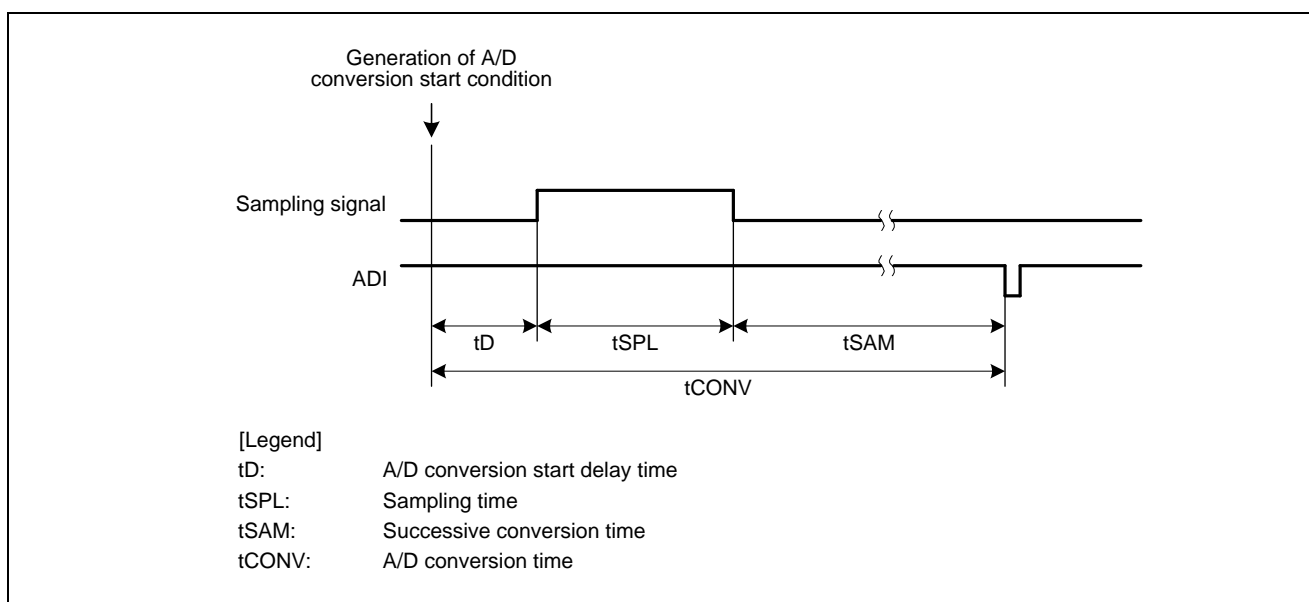 Generation of A/D
conversion start condition
Sampling signal
ADI
tD
tSPL
tSAM
tCONV
[Legend]
tD: A/D conversion start delay time
tSPL: Sampling time
tSAM: Successive conversion time
tCONV: A/D conversion time